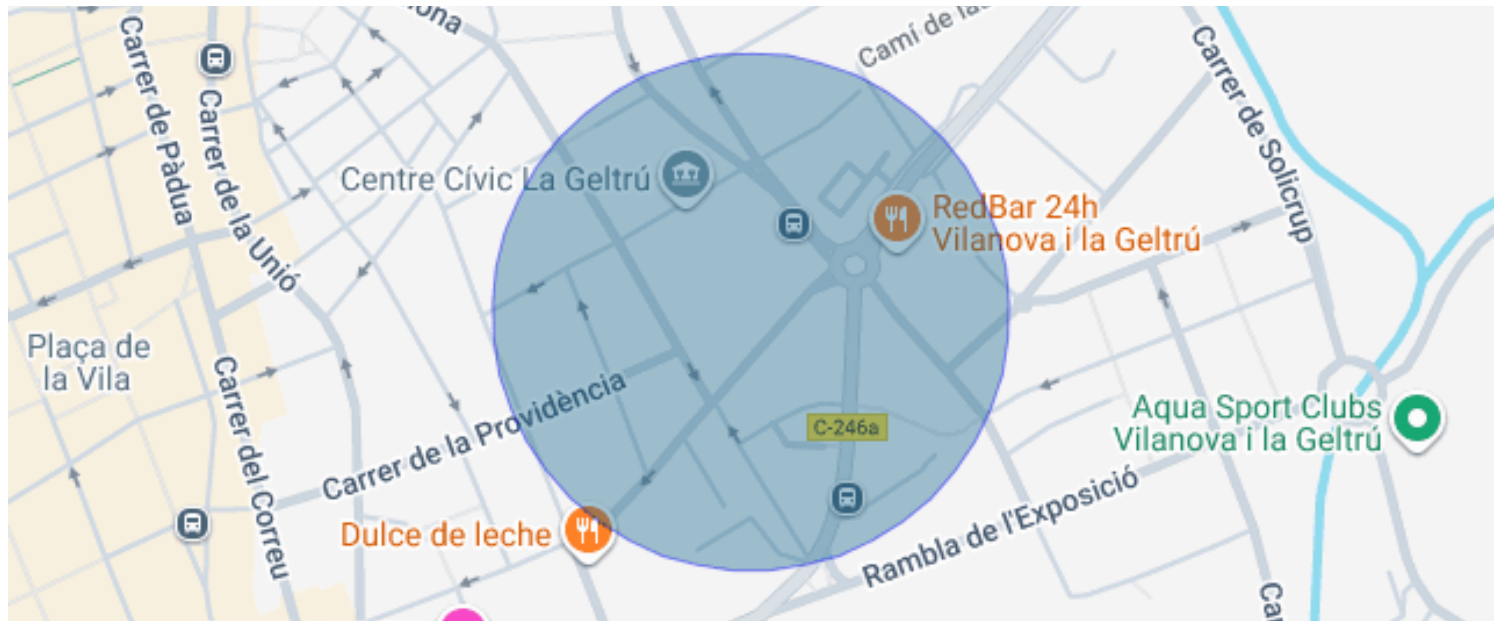 Camí de la
Carrer de Pàdua
Carrer de la Unió
Carrer de Solicrup
Centre Cívic La Geltrú
RedBar 24h
Vilanova i la Geltrú
Plaça de
la Vila
Carrer del Correu
Carrer de la Providència
C-246a
Aqua Sport Clubs
Vilanova i la Geltrú
Rambla de l'Exposició
Dulce de leche